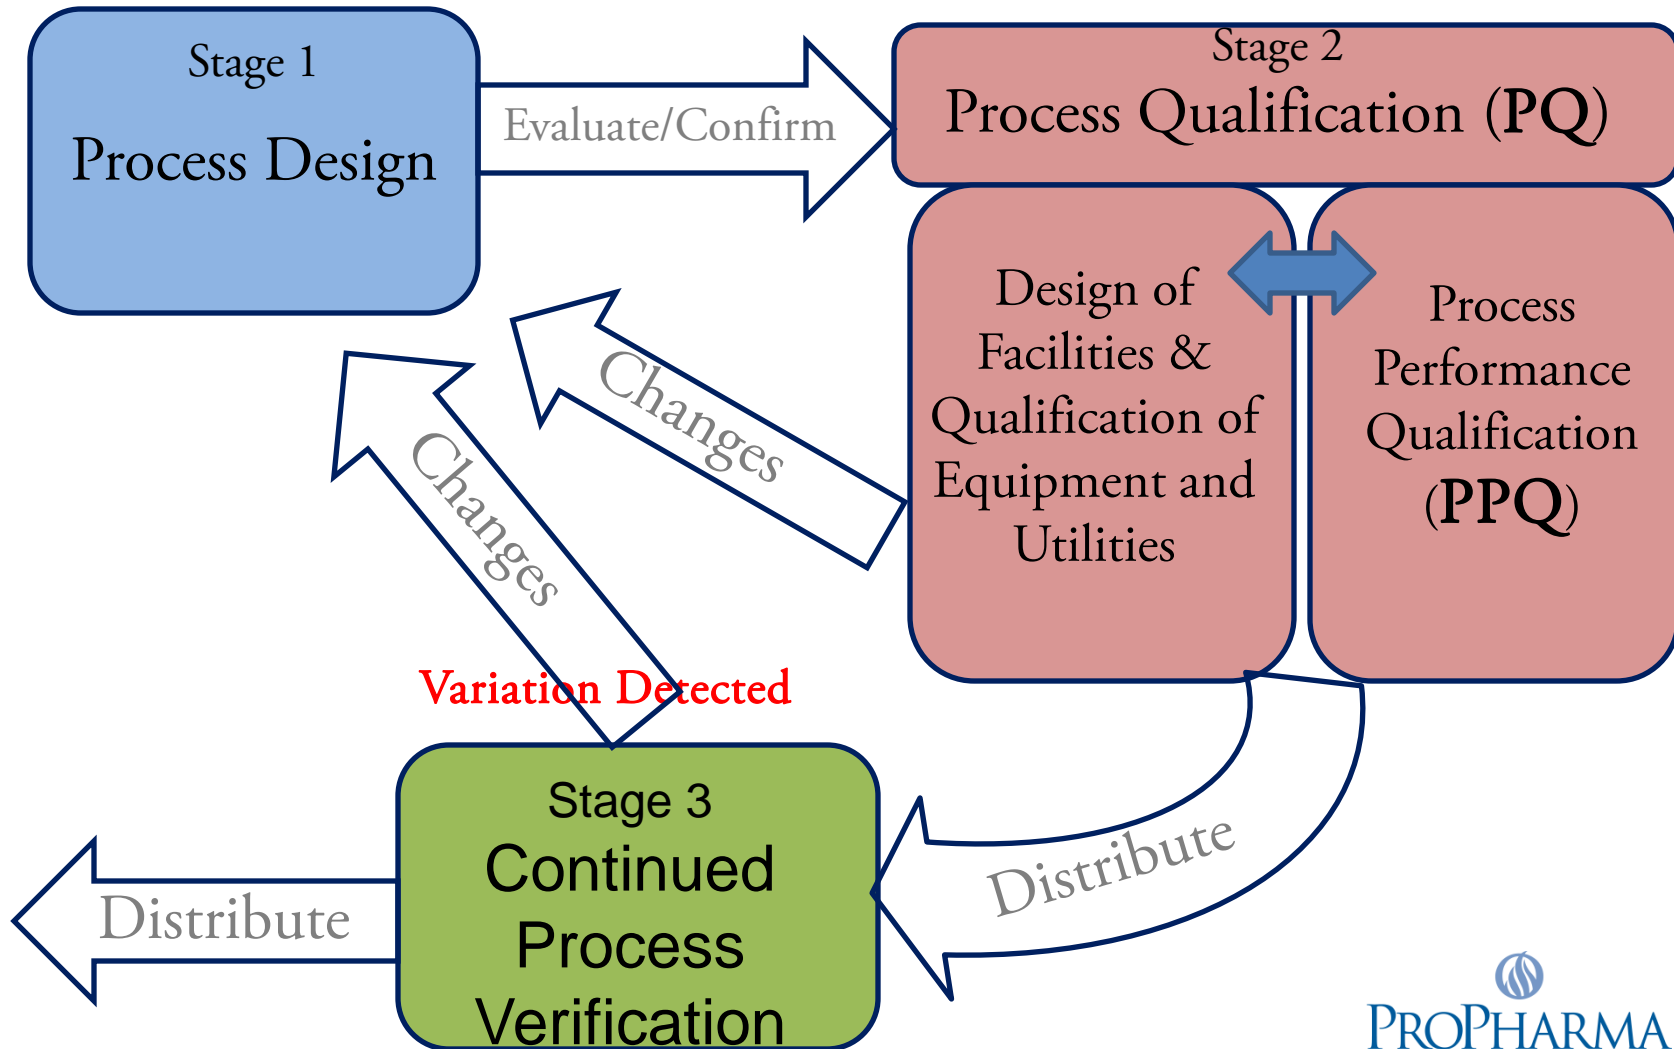 Stage 1
Process Design
Evaluate/Confirm
Stage 2
Process Qualification (PQ)
Design of
Facilities &
Qualification of
Equipment and
Utilities
Process
Performance
Qualification
(PPQ)
Changes
Changes
Variation Detected
Stage 3
Continued
Process
Verification
Distribute
Distribute
PROPHARMA